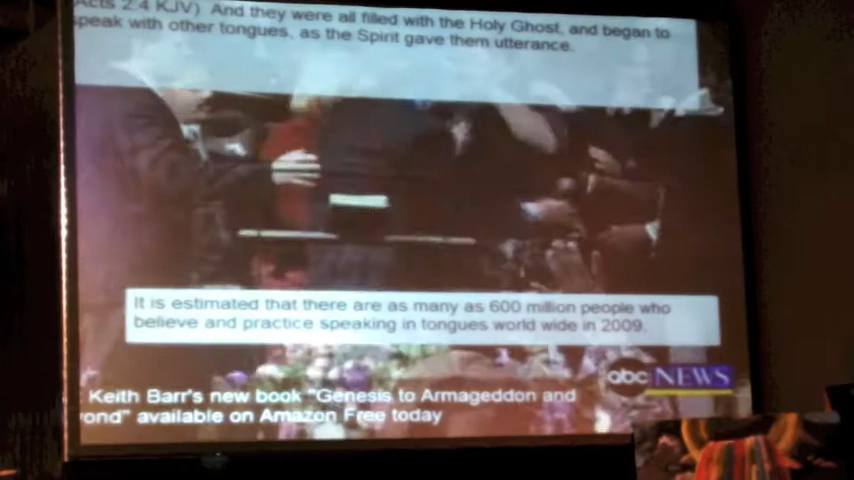 Acts 2:4 KJV) And they were all filled with the Holy Ghost, and began to
speak with other tongues, as the Spirit gave them utterance.
It is estimated that there are as many as 600 million people who
believe and practice speaking in tongues world wide in 2009.
abc NEWS
Keith Barr's new book "Genesis to Armageddon and
ond" available on Amazon Free today